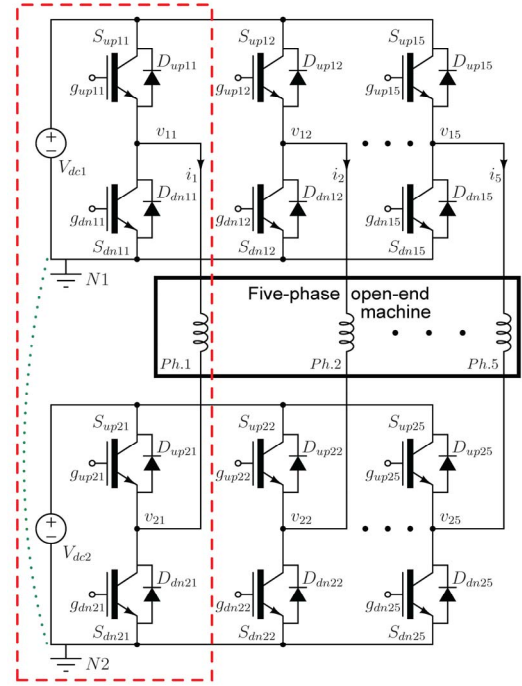 S_up11 D_up11 S_up12 D_up12 S_up15 D_up15
g_up11 g_up12 g_up15
+
−
V_dc1
v_11 v_12 v_15
i_1 i_2 i_5
D_dn11 D_dn12 D_dn15
g_dn11 g_dn12 g_dn15
S_dn11 S_dn12 S_dn15
N1
Five-phase open-end
machine
Ph.1 Ph.2 Ph.5
S_up21 S_up22 S_up25
D_up21 D_up22 D_up25
g_up21 g_up22 g_up25
+
−
V_dc2
v_21 v_22 v_25
D_dn21 D_dn22 D_dn25
g_dn21 g_dn22 g_dn25
S_dn21 S_dn22 S_dn25
N2